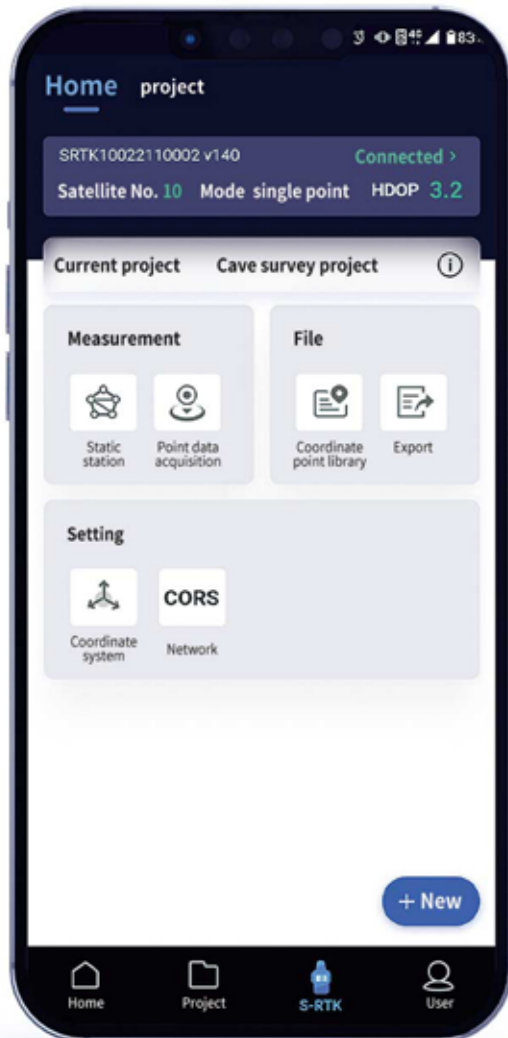 83
Home project
SRTK10022110002 v140 Connected >
Satellite No. 10 Mode single point HDOP 3.2
Current project Cave survey project
Measurement
Static
station
Point data
acquisition
File
Coordinate
point library
Export
Setting
Coordinate
system
CORS
Network
+ New
Home Project S-RTK User